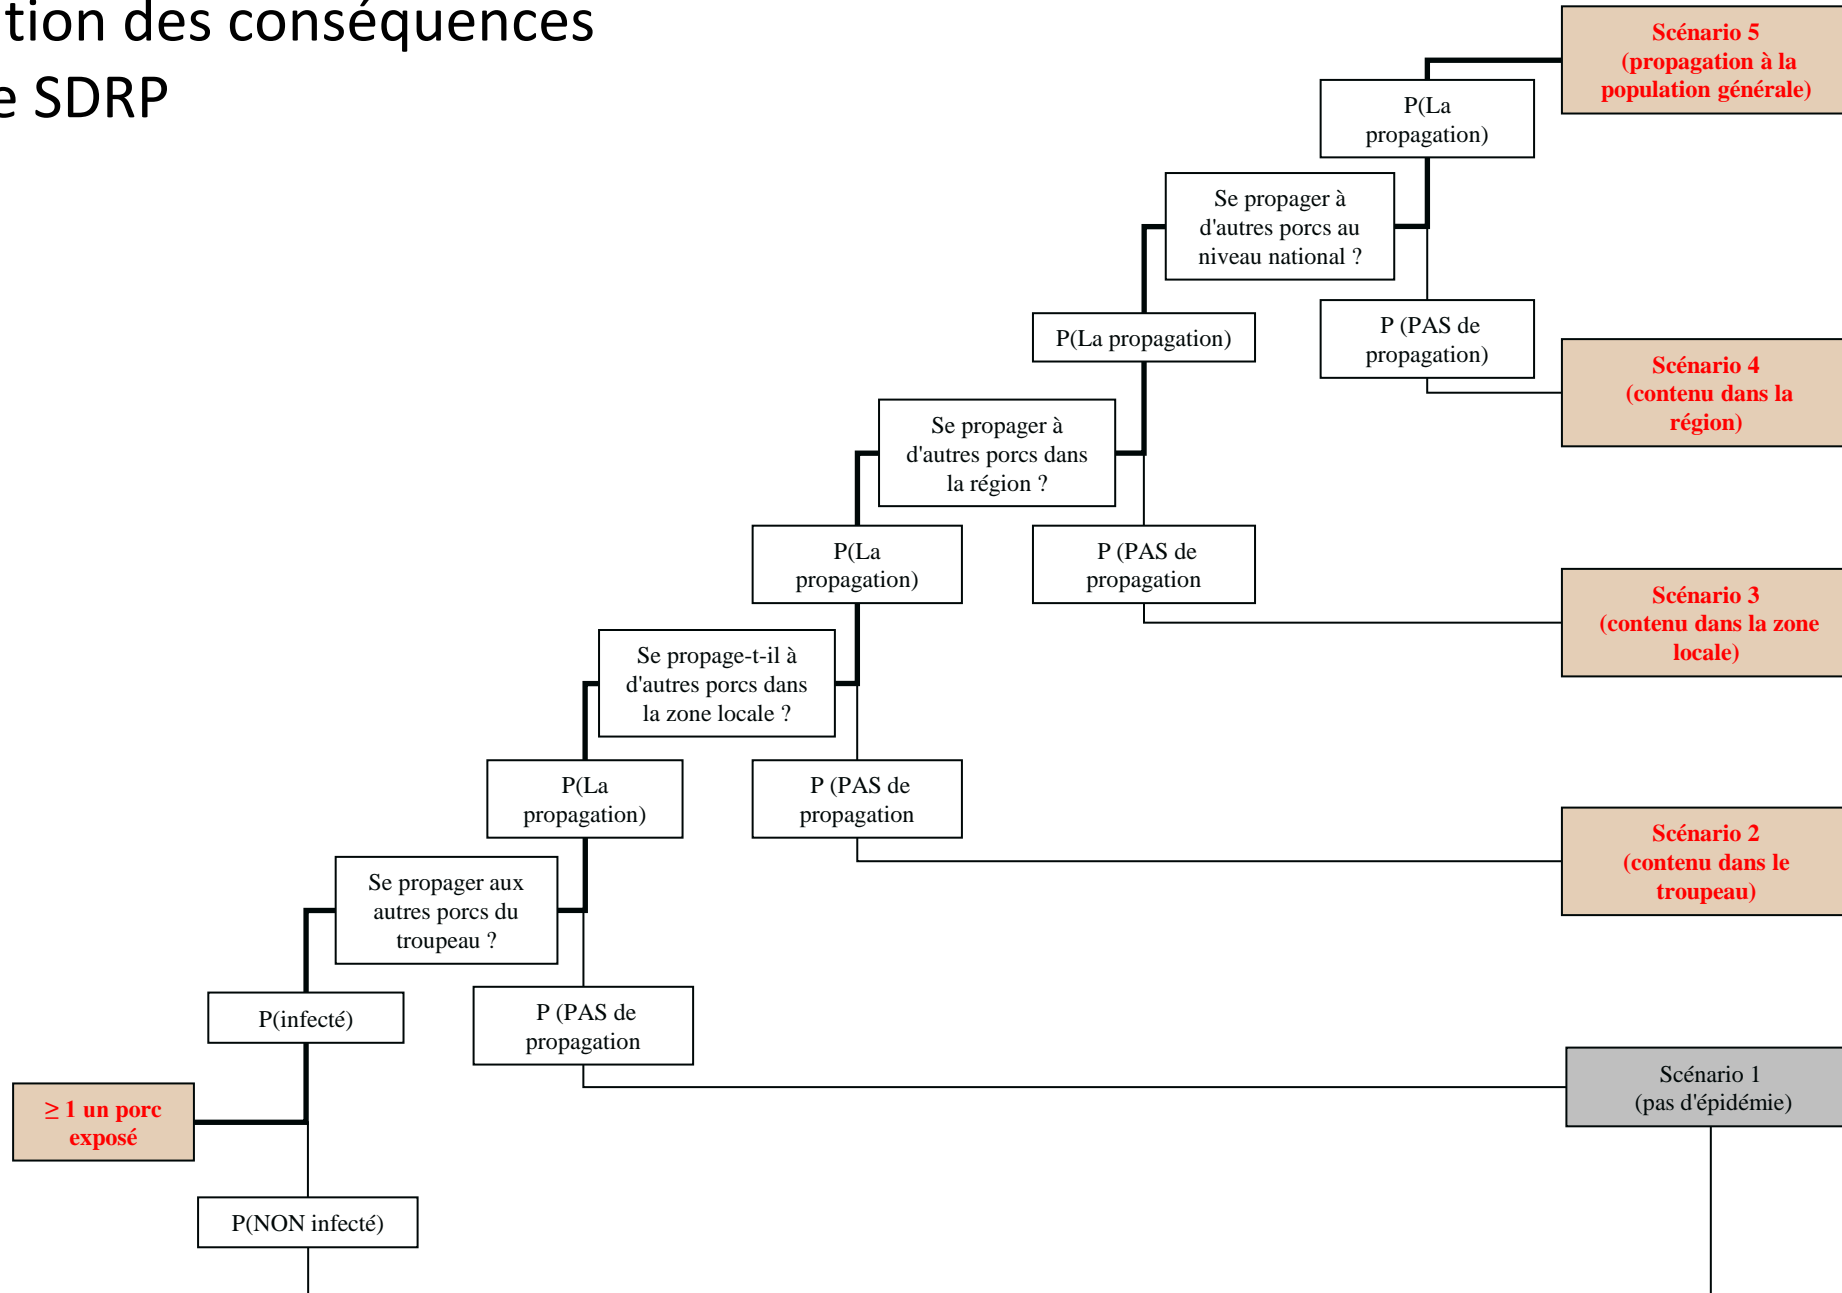 tion des conséquences
e SDRP
Scénario 5
(propagation à la
population générale)
P(La
propagation)
Se propager à
d'autres porcs au
niveau national ?
P(La propagation)
P (PAS de
propagation)
Scénario 4
(contenu dans la
région)
Se propager à
d'autres porcs dans
la région ?
P(La
propagation)
P (PAS de
propagation
Scénario 3
(contenu dans la zone
locale)
Se propage-t-il à
d'autres porcs dans
la zone locale ?
P(La
propagation)
P (PAS de
propagation
Scénario 2
(contenu dans le
troupeau)
Se propager aux
autres porcs du
troupeau ?
P(infecté)
P (PAS de
propagation
Scénario 1
(pas d'épidémie)
≥ 1 un porc
exposé
P(NON infecté)